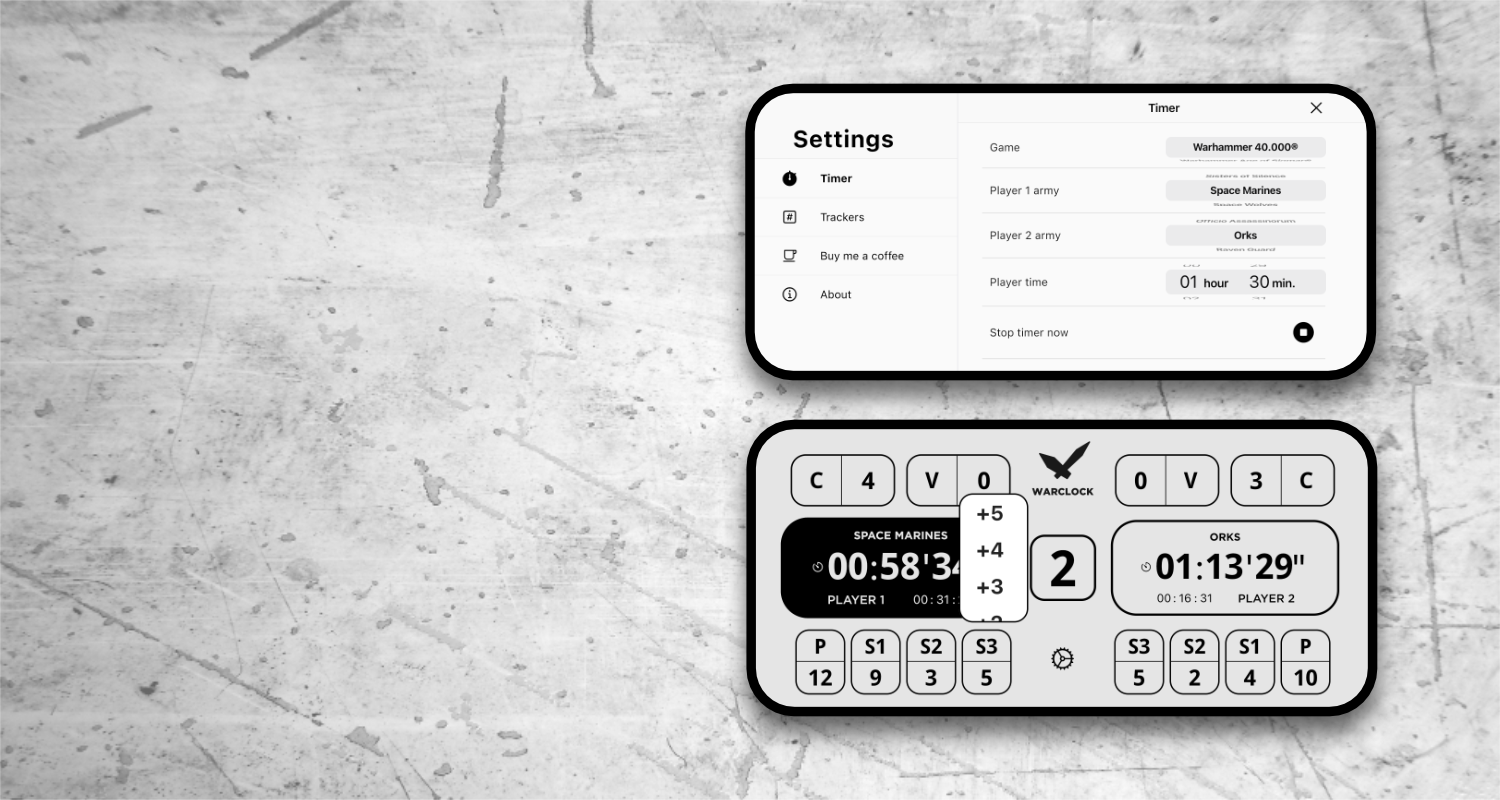 Settings
Timer
Trackers
Buy me a coffee
About
Timer
Game
Warhammer 40.000®
Player 1 army
Sisters of Silence
Space Marines
Space Wolves
Player 2 army
Officio Assassinorum
Orks
Raven Guard
Player time
01 hour 30 min.
Stop timer now
C 4 V 0
WARCLOCK
0 V 3 C
+5
+4
+3
SPACE MARINES
00:58'34
PLAYER 1 00:31:
2
ORKS
01:13'29"
00:16:31 PLAYER 2
P S1 S2 S3
12 9 3 5
S3 S2 S1 P
5 2 4 10